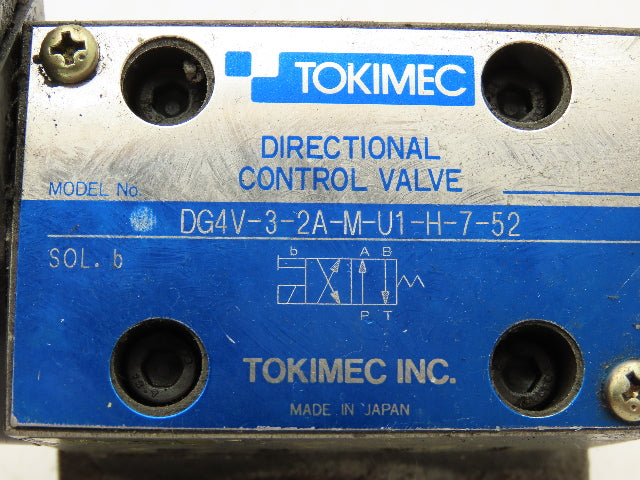 TOKIMEC
DIRECTIONAL
CONTROL VALVE
MODEL No.
DG4V-3-2A-M-U1-H-7-52
SOL. b
b A B
P T
TOKIMEC INC.
MADE IN JAPAN